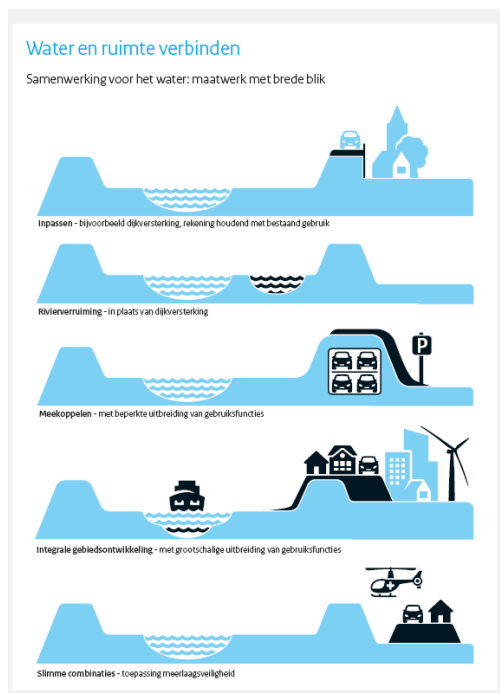 Water en ruimte verbinden
Samenwerking voor het water: maatwerk met brede blik
Inpassen - bijvoorbeeld dijkversterking, rekening houdend met bestaand gebruik
Rivierverruiming - in plaats van dijkversterking
P
Meekoppelen - met beperkte uitbreiding van gebruiksfuncties
Integrale gebiedsontwikkeling - met grootschalige uitbreiding van gebruiksfuncties
Slimme combinaties - toepassing meerlaagsveiligheid